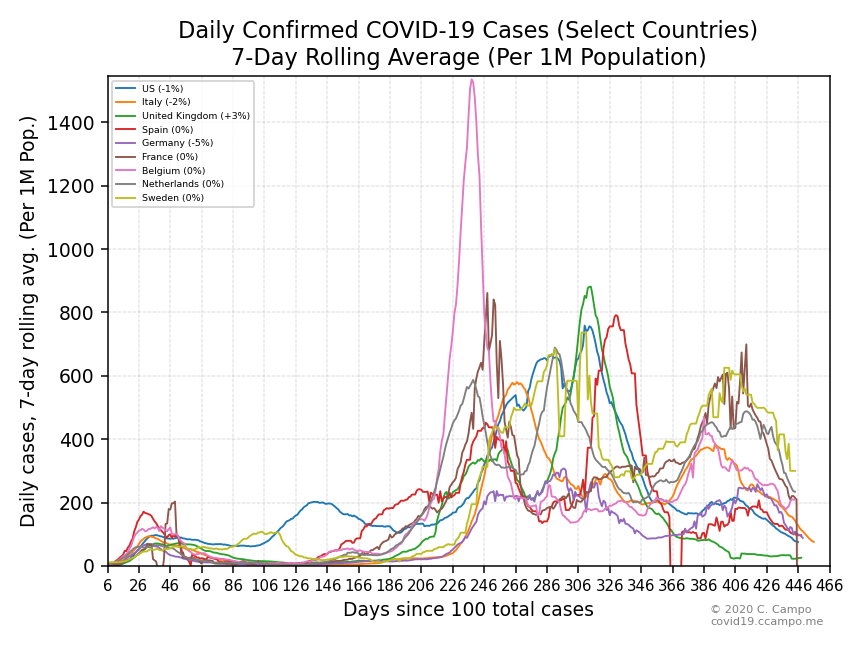 Daily Confirmed COVID-19 Cases (Select Countries)
7-Day Rolling Average (Per 1M Population)
Daily cases, 7-day rolling avg. (Per 1M Pop.)
1400
1200
1000
800
600
400
200
0
US (-1%)
Italy (-2%)
United Kingdom (+3%)
Spain (0%)
Germany (-5%)
France (0%)
Belgium (0%)
Netherlands (0%)
Sweden (0%)
6 26 46 66 86 106 126 146 166 186 206 226 246 266 286 306 326 346 366 386 406 426 446 466
Days since 100 total cases
© 2020 C. Campo
covid19.ccampo.me